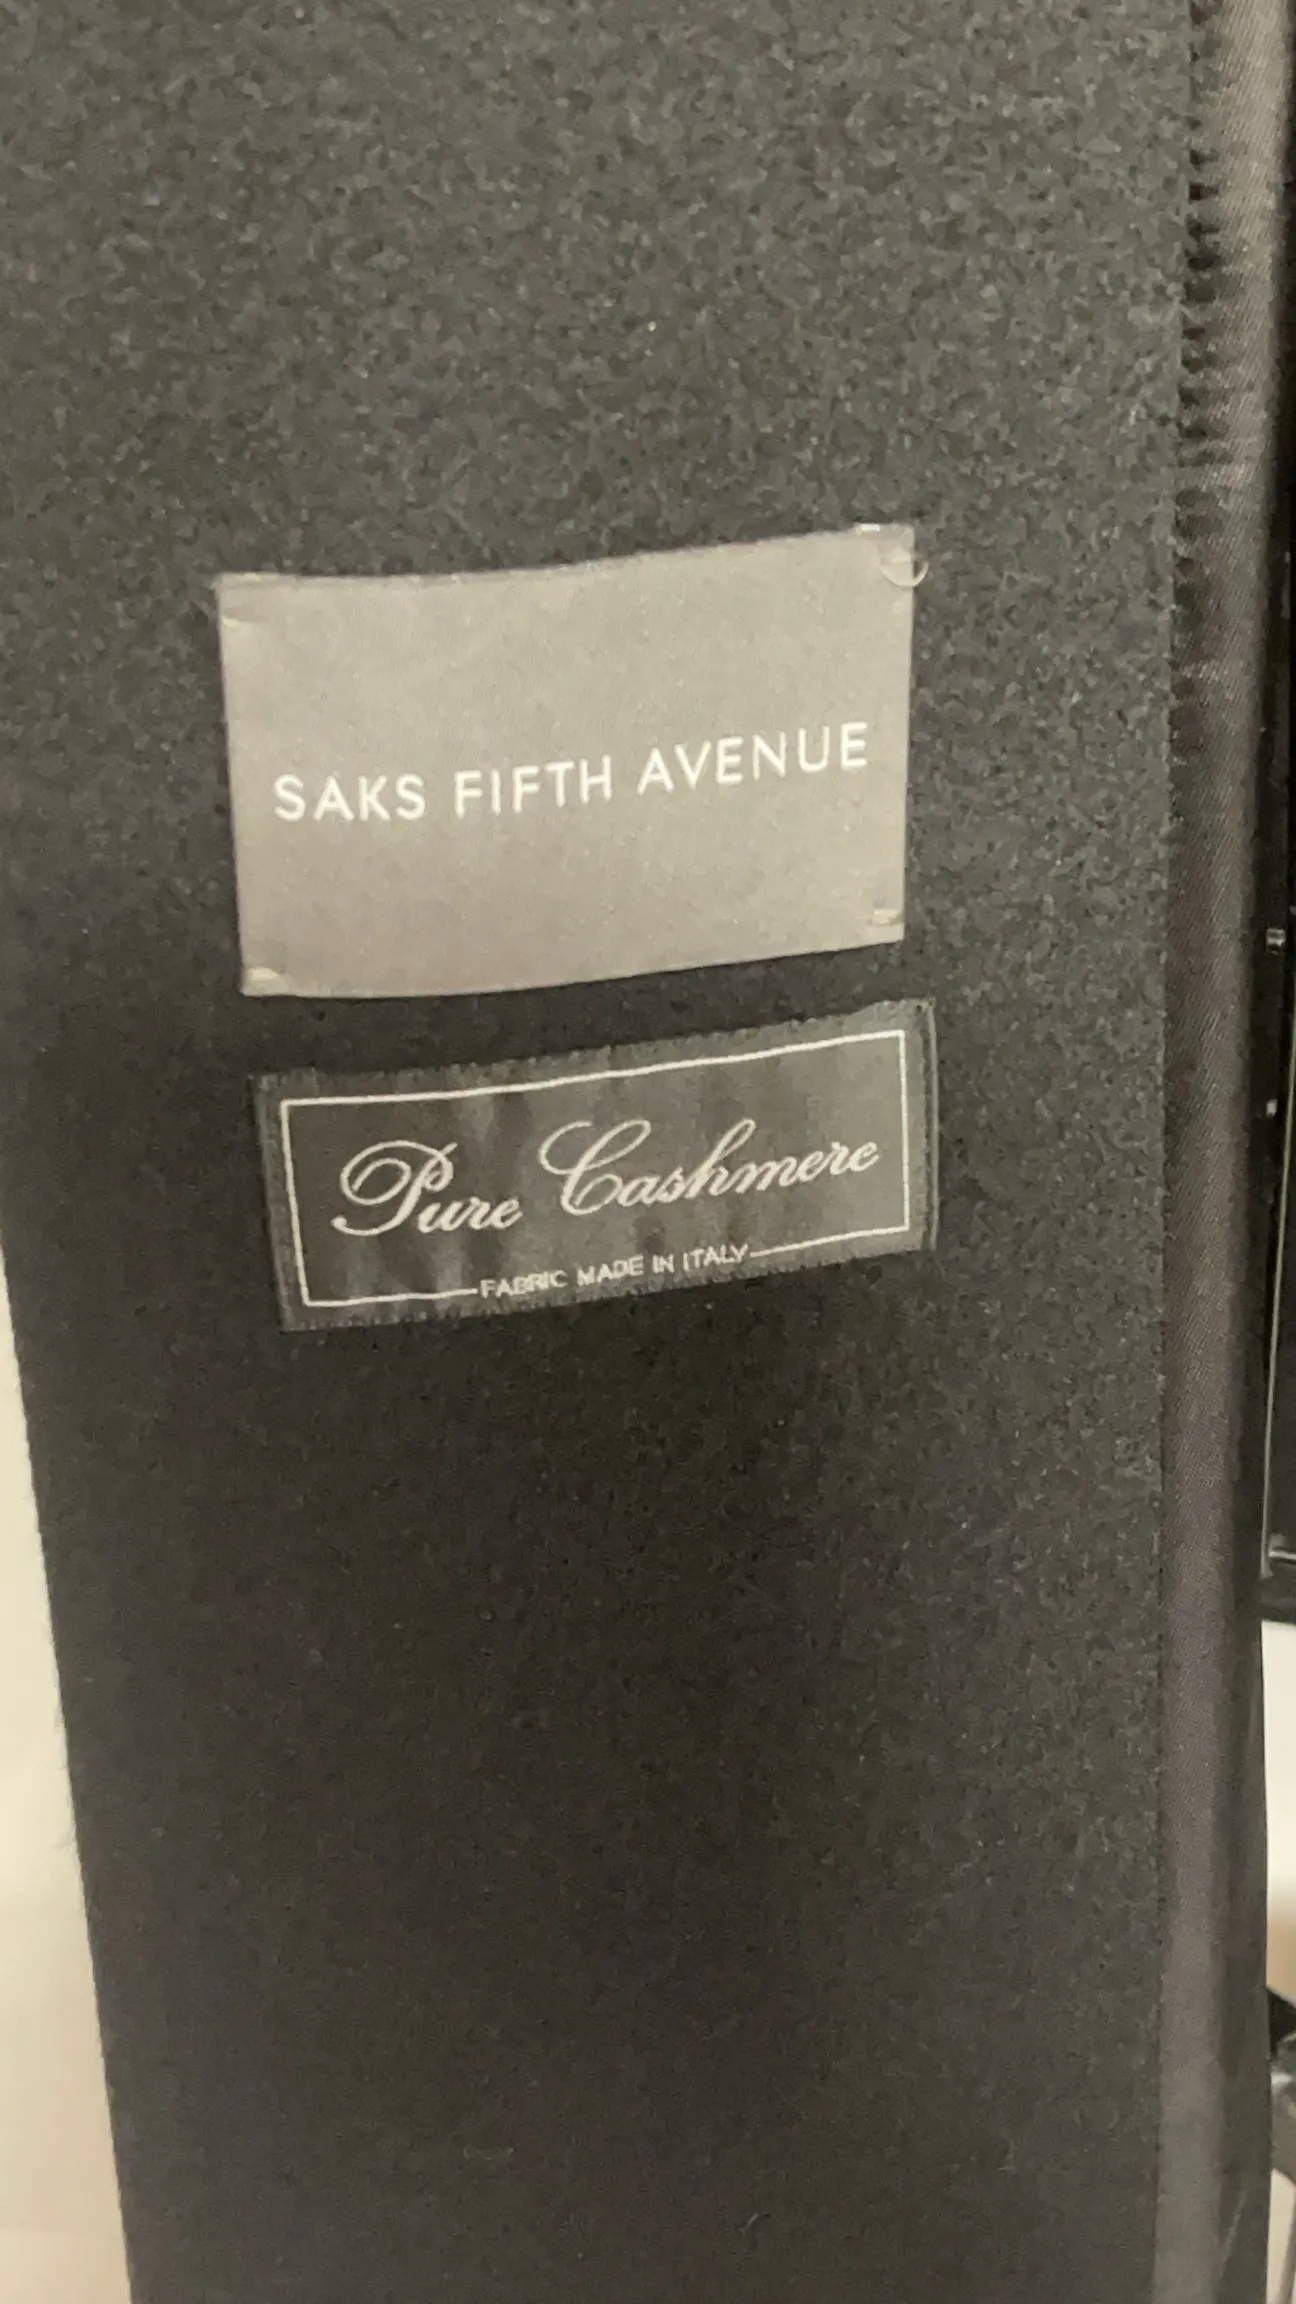 SAKS FIFTH AVENUE
Pure Cashmere
FABRIC MADE IN ITALY